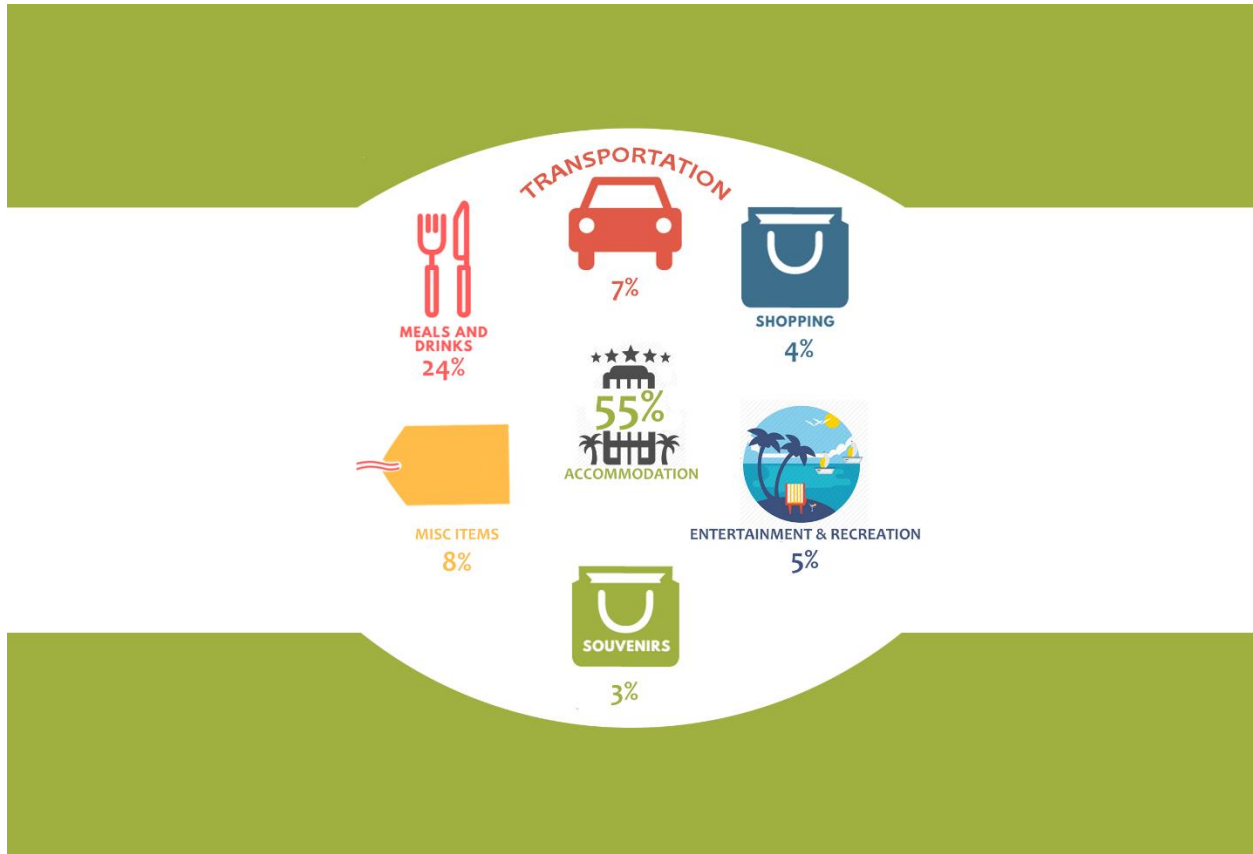 TRANSPORTATION
7%
MEALS AND
DRINKS
24%
SHOPPING
4%
55%
ACCOMMODATION
MISC ITEMS
8%
ENTERTAINMENT & RECREATION
5%
SOUVENIRS
3%